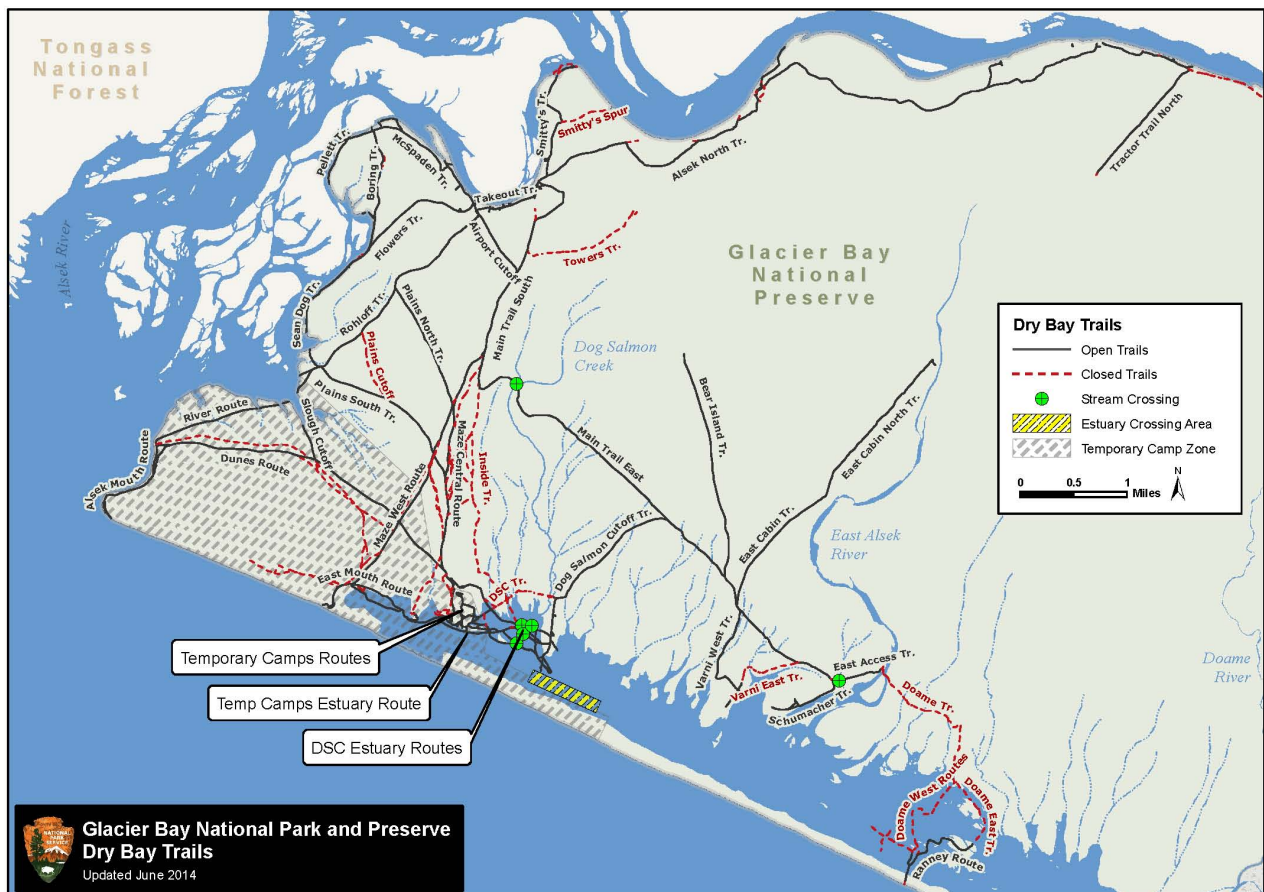 Tongass
National
Forest
Pellett Tr.
McSpaden Tr.
Boring Tr.
Smitty's Tr.
Smitty's Spur
Takeout Tr.
Alsek North Tr.
Tractor Trail North
Alsek River
Flowers Tr.
Airport Cutoff
Towers Tr.
Glacier Bay
National
Preserve
Sean Dog Tr.
Rohloff Tr.
Plains North Tr.
Main Trail South
Plains Cutoff
Dog Salmon
Creek
Dry Bay Trails
Open Trails
Closed Trails
Stream Crossing
Estuary Crossing Area
Temporary Camp Zone
0 0.5 1
Miles
N
River Route
Plains South Tr.
Slough Cutoff
Dunes Route
Alsek Mouth Route
Maze West Route
Maze Central Route
Inside Tr.
Main Trail East
Bear Island Tr.
East Cabin North Tr.
East Cabin Tr.
East Alsek
River
Dog Salmon Cutoff Tr.
East Mouth Route
DSC Tr.
Temporary Camps Routes
Temp Camps Estuary Route
DSC Estuary Routes
Varni West Tr.
Varni East Tr.
Schumacher Tr.
East Access Tr.
Doame Tr.
Doame
River
Doame West Routes
Doame East Tr.
Ranney Route
NATIONAL
PARK
SERVICE
Glacier Bay National Park and Preserve
Dry Bay Trails
Updated June 2014